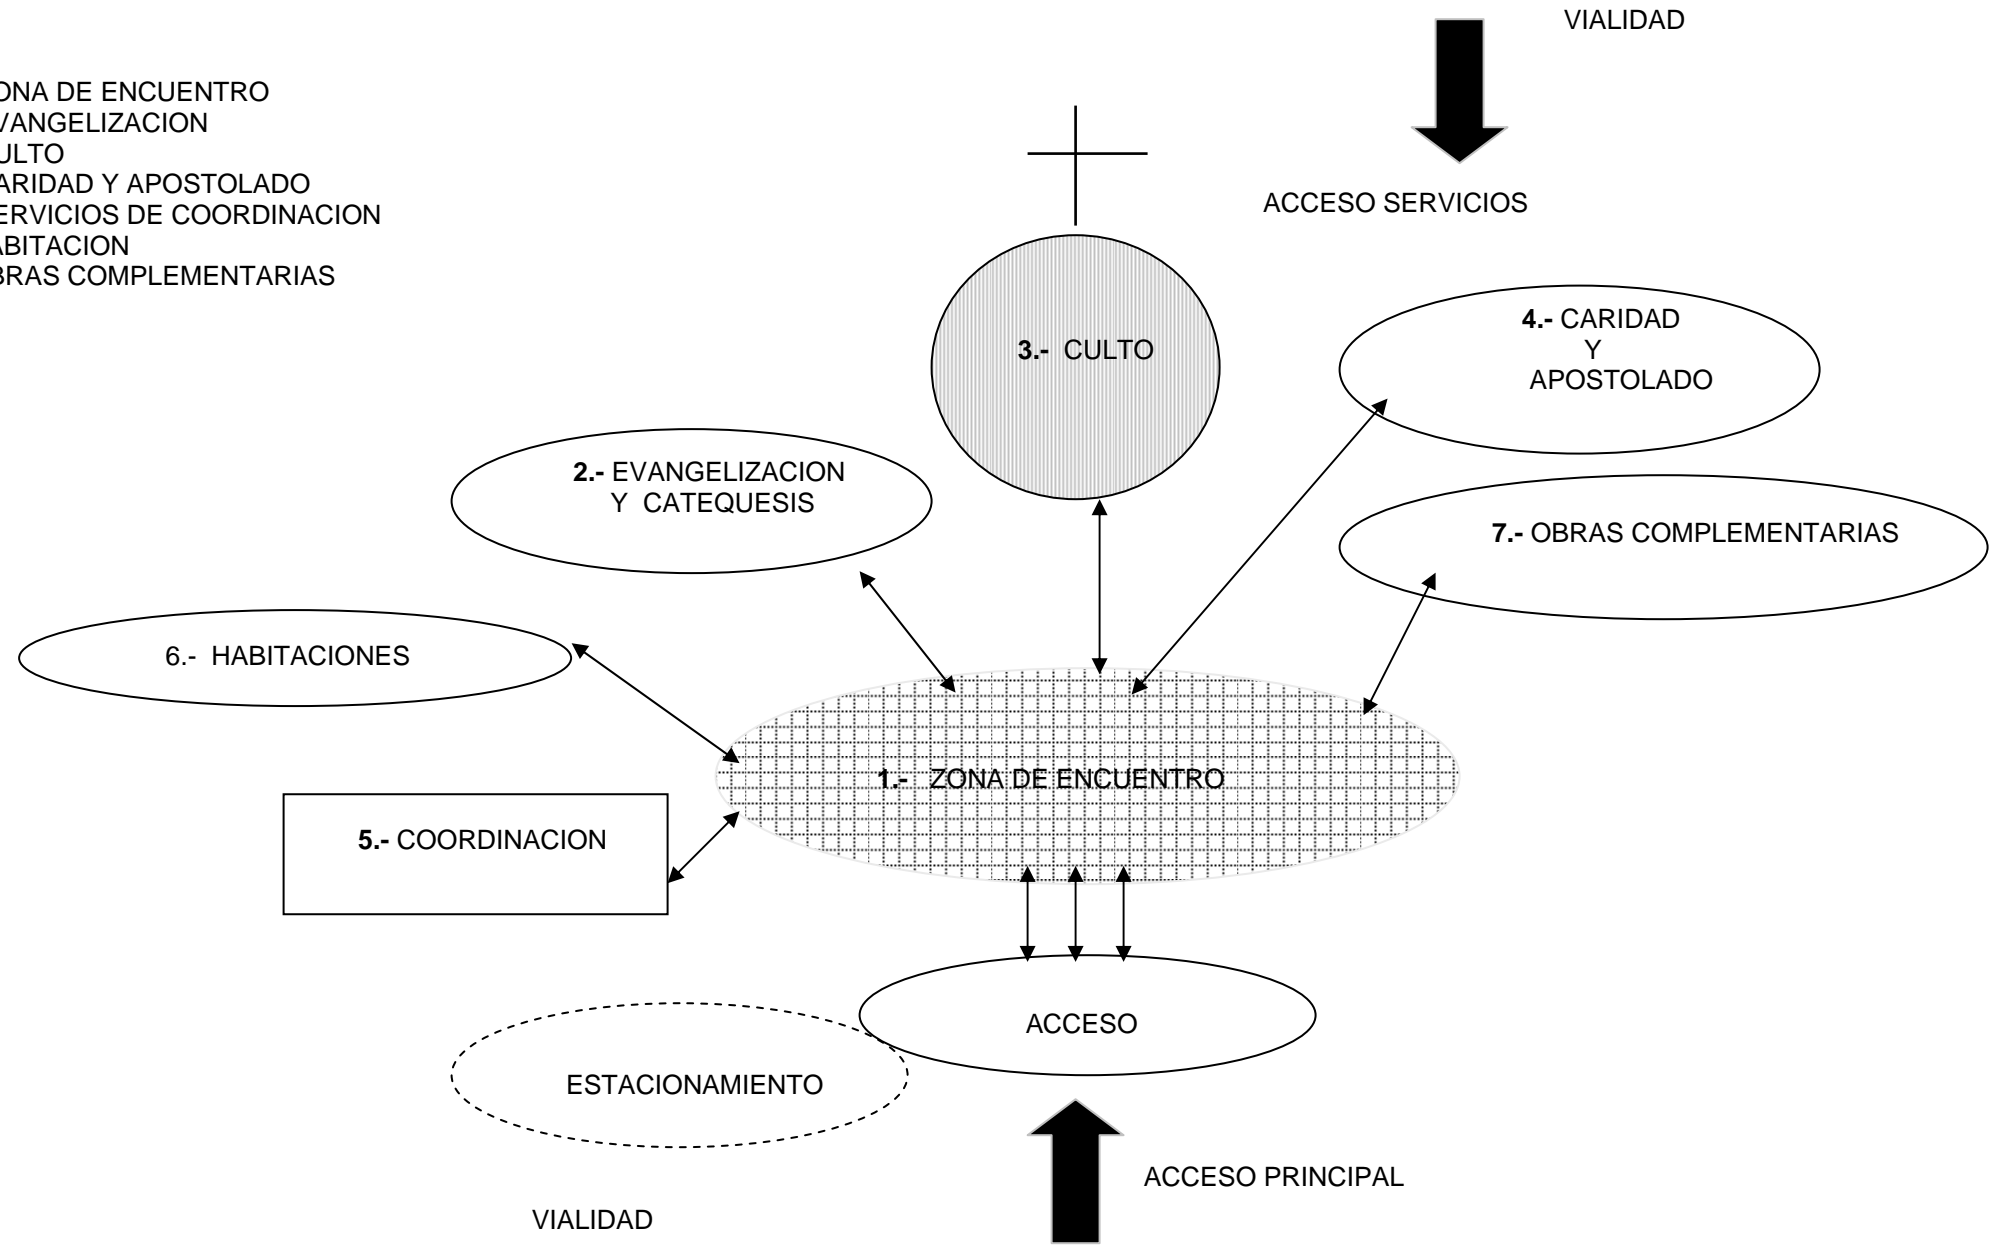 VIALIDAD
ONA DE ENCUENTRO
VANGELIZACION
ULTO
ARIDAD Y APOSTOLADO
ERVICIOS DE COORDINACION
ABITACION
BRAS COMPLEMENTARIAS
ACCESO SERVICIOS
3.- CULTO
4.- CARIDAD
Y
APOSTOLADO
2.- EVANGELIZACION
Y CATEQUESIS
7.- OBRAS COMPLEMENTARIAS
6.- HABITACIONES
1.- ZONA DE ENCUENTRO
5.- COORDINACION
ACCESO
ESTACIONAMIENTO
ACCESO PRINCIPAL
VIALIDAD